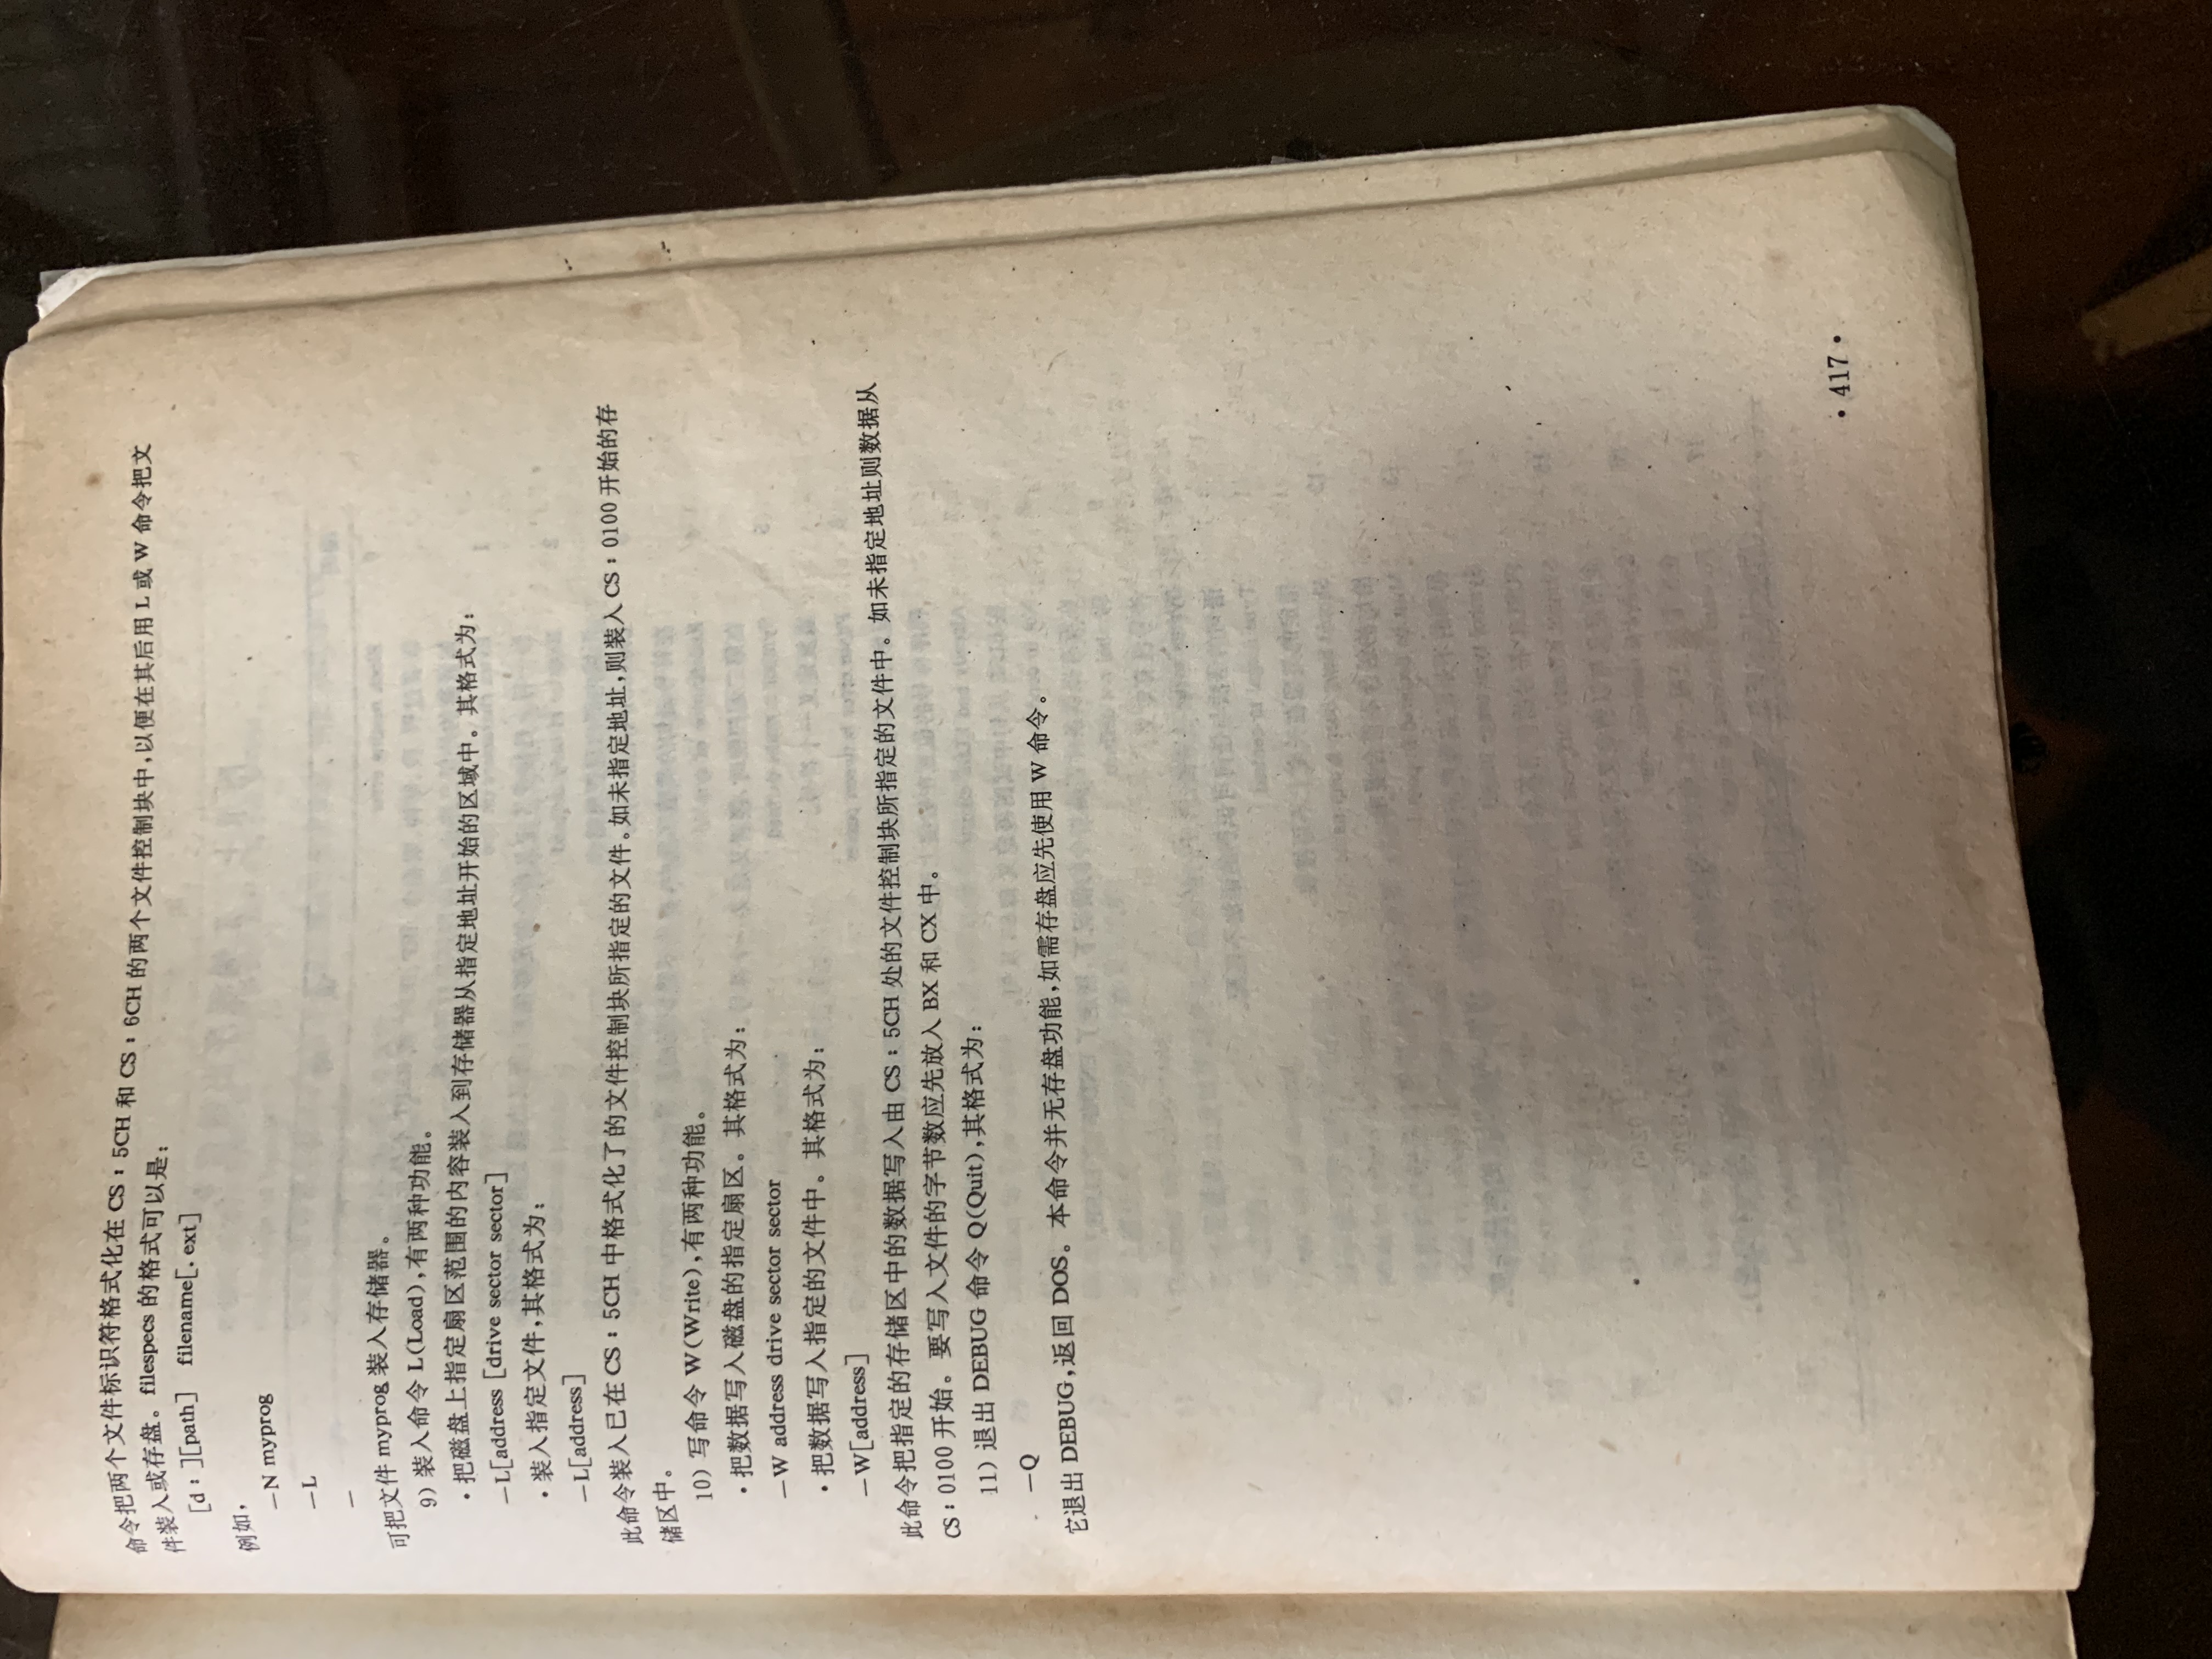 命令把两个文件标识符格式化在 CS：5CH 和 CS：6CH 的两个文件控制块中，以便在其后用 L 或 W 命令把文
件装入或存盘。filespecs 的格式可以是：
[d：][path] filename[.ext]
例如，
—N myprog
—L
—
可把文件 myprog 装入存储器。
9) 装入命令 L(Load)，有两种功能。
·把磁盘上指定扇区范围的内容装入到存储器从指定地址开始的区域中。其格式为：
—L[address [drive sector sector]
·装入指定文件，其格式为：
—L[address]
此命令装入已在 CS：5CH 中格式化了的文件控制块所指定的文件。如未指定地址，则装入 CS：0100 开始的存
储区中。
10) 写命令 W(Write)，有两种功能。
·把数据写入磁盘的指定扇区。其格式为：
—W address drive sector sector
·把数据写入指定的文件中。其格式为：
—W[address]
此命令把指定的存储区中的数据写入由 CS：5CH 处的文件控制块所指定的文件中。如未指定地址则数据从
CS：0100 开始。要写入文件的字节数应先放入 BX 和 CX 中。
11) 退出 DEBUG 命令 Q(Quit)，其格式为：
—Q
它退出 DEBUG，返回 DOS。本命令并无存盘功能，如需存盘应先使用 W 命令。
·417·